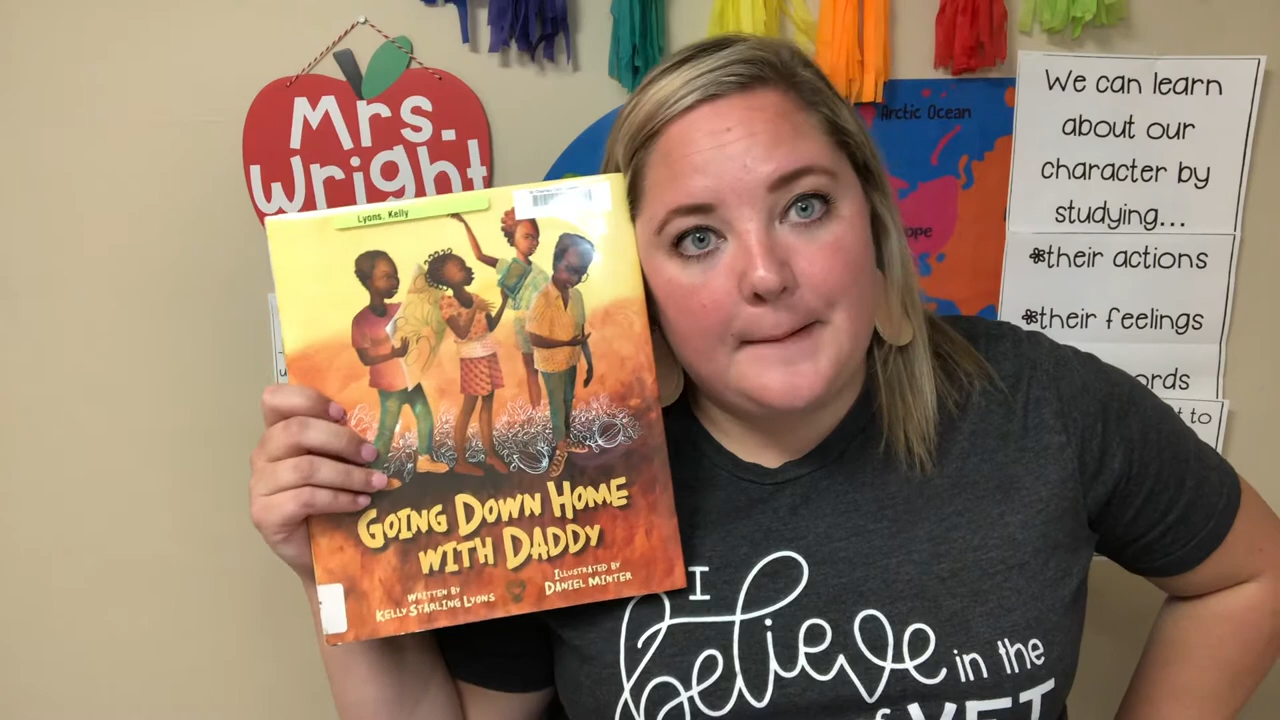 Mrs.
Wright
Lyons, Kelly
GOING DOWN HOME
WITH DADDY
WRITTEN BY
KELLY STARLING LYONS
ILLUSTRATED BY
DANIEL MINTER
Arctic Ocean
ope
We can learn
about our
character by
studying...
their actions
their feelings
ords
t to
I
believe in the
YET